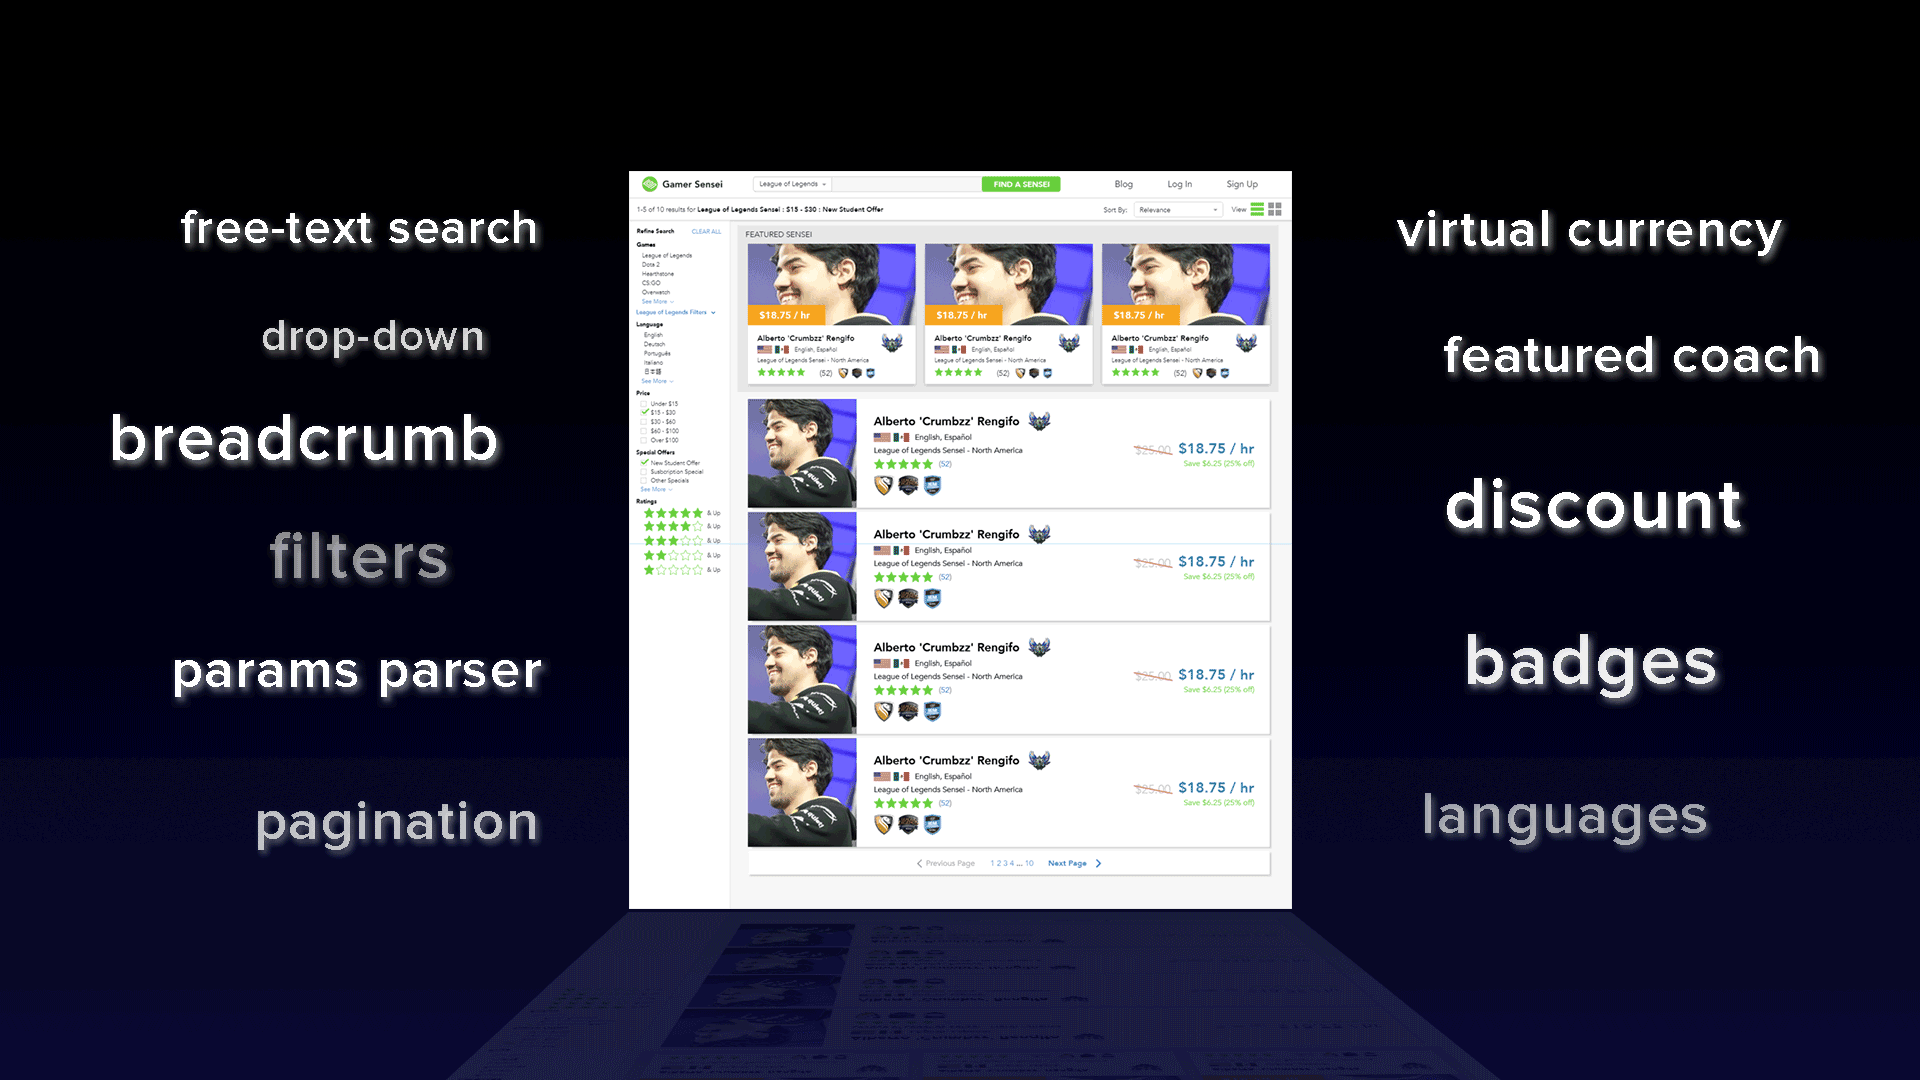 free-text search
drop-down
breadcrumb
filters
params parser
pagination
Gamer Sensei
League of Legends
FIND A SENSEI
Blog
Log In
Sign Up
1-5 of 10 results for League of Legends Sensei : $15 - $30 : New Student Offer
Sort By:
Relevance
View
Refine Search
CLEAR ALL
Games
League of Legends
Dota 2
Hearthstone
CS:GO
Overwatch
See More
League of Legends Filters
Language
English
Deutsch
Português
Italiano
日本語
See More
Price
Under $15
$15 - $30
$30 - $60
$60 - $100
Over $100
Special Offers
New Student Offer
Subscription Special
Other Specials
See More
Ratings
& Up
& Up
& Up
& Up
& Up
FEATURED SENSEI
$18.75 / hr
Alberto 'Crumbzz' Rengifo
English, Español
League of Legends Sensei - North America
(52)
$18.75 / hr
Alberto 'Crumbzz' Rengifo
English, Español
League of Legends Sensei - North America
(52)
$18.75 / hr
Alberto 'Crumbzz' Rengifo
English, Español
League of Legends Sensei - North America
(52)
Alberto 'Crumbzz' Rengifo
English, Español
League of Legends Sensei - North America
(52)
$25.00 $18.75 / hr
Save $6.25 (25% off)
Alberto 'Crumbzz' Rengifo
English, Español
League of Legends Sensei - North America
(52)
$25.00 $18.75 / hr
Save $6.25 (25% off)
Alberto 'Crumbzz' Rengifo
English, Español
League of Legends Sensei - North America
(52)
$25.00 $18.75 / hr
Save $6.25 (25% off)
Alberto 'Crumbzz' Rengifo
English, Español
League of Legends Sensei - North America
(52)
$25.00 $18.75 / hr
Save $6.25 (25% off)
Previous Page 1 2 3 4 ... 10 Next Page
virtual currency
featured coach
discount
badges
languages